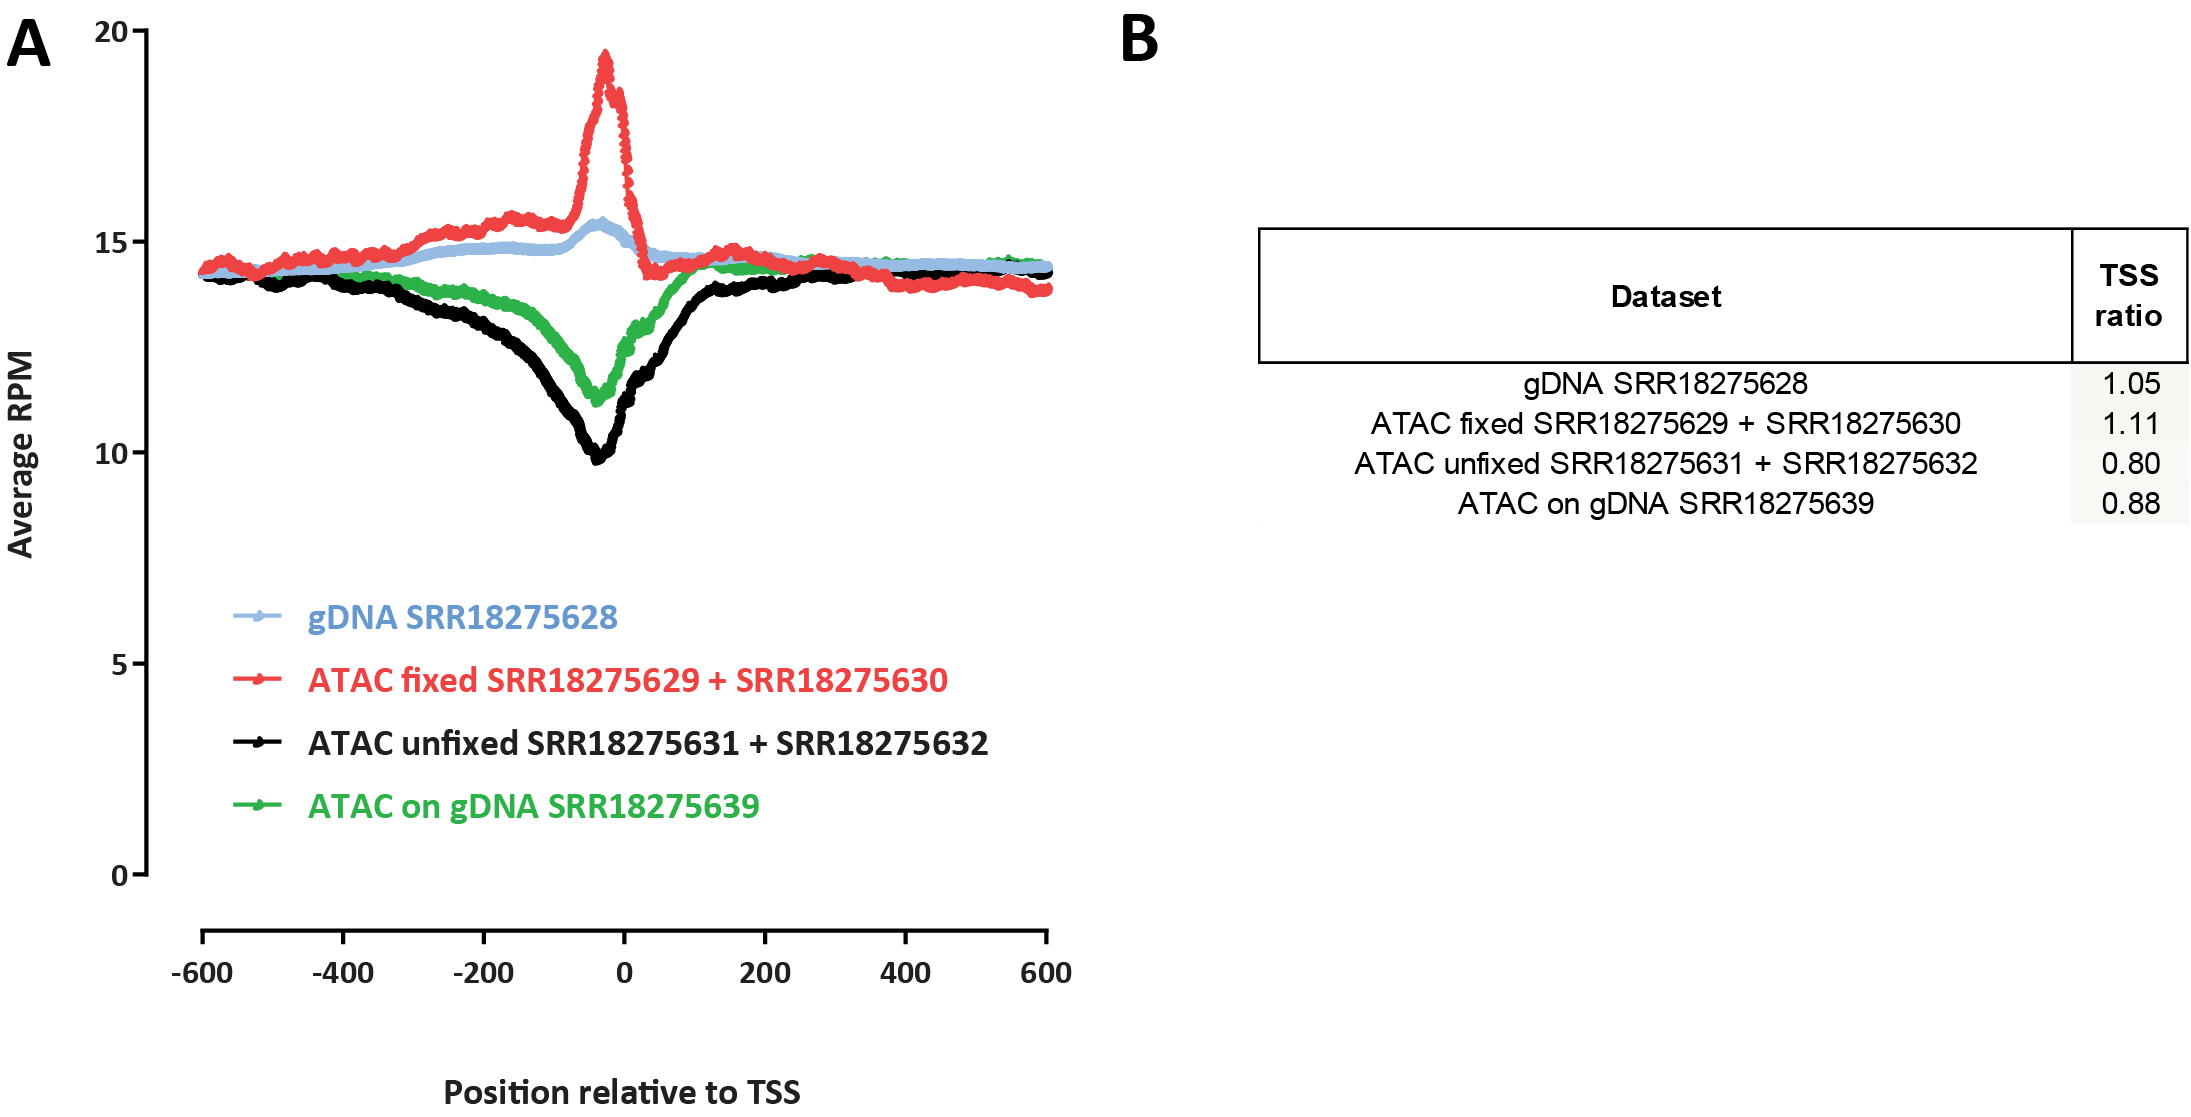 A
20
15
10
5
0
Average RPM
gDNA SRR18275628
ATAC fixed SRR18275629 + SRR18275630
ATAC unfixed SRR18275631 + SRR18275632
ATAC on gDNA SRR18275639
-600 -400 -200 0 200 400 600
Position relative to TSS
B
Dataset
TSS
ratio
gDNA SRR18275628 1.05
ATAC fixed SRR18275629 + SRR18275630 1.11
ATAC unfixed SRR18275631 + SRR18275632 0.80
ATAC on gDNA SRR18275639 0.88